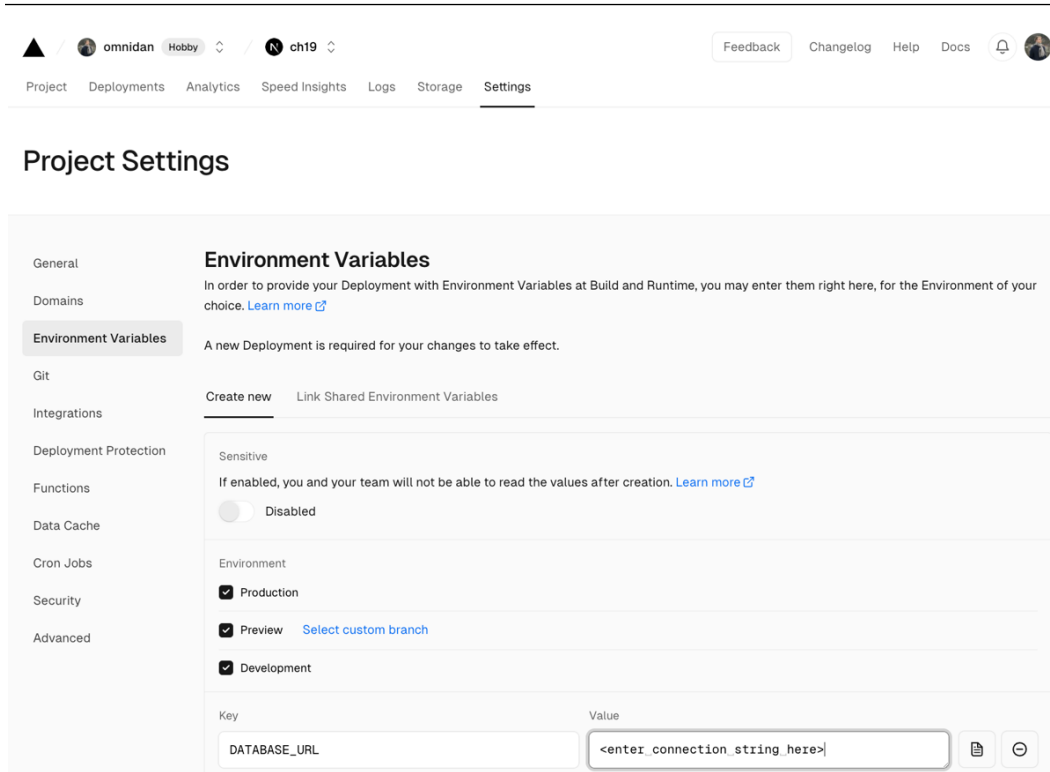 omnidan Hobby ch19 Feedback Changelog Help Docs
Project Deployments Analytics Speed Insights Logs Storage Settings
Project Settings
General
Domains
Environment Variables
Git
Integrations
Deployment Protection
Functions
Data Cache
Cron Jobs
Security
Advanced
Environment Variables
In order to provide your Deployment with Environment Variables at Build and Runtime, you may enter them right here, for the Environment of your
choice. Learn more
A new Deployment is required for your changes to take effect.
Create new Link Shared Environment Variables
Sensitive
If enabled, you and your team will not be able to read the values after creation. Learn more
Disabled
Environment
Production
Preview Select custom branch
Development
Key Value
DATABASE_URL <enter_connection_string_here>